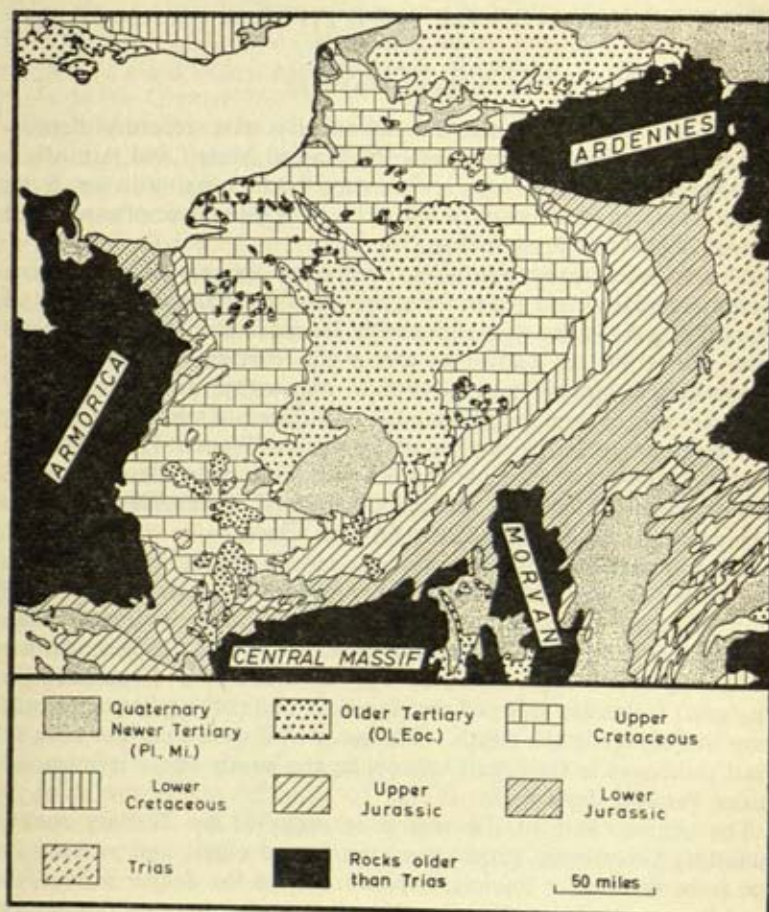 ARDENNES
ARMORICA
MORVAN
CENTRAL MASSIF
Quaternary
Newer Tertiary
(Pl, Mi.)
Older Tertiary
(Ol,Eoc.)
Upper
Cretaceous
Lower
Cretaceous
Upper
Jurassic
Lower
Jurassic
Trias
Rocks older
than Trias
50 miles